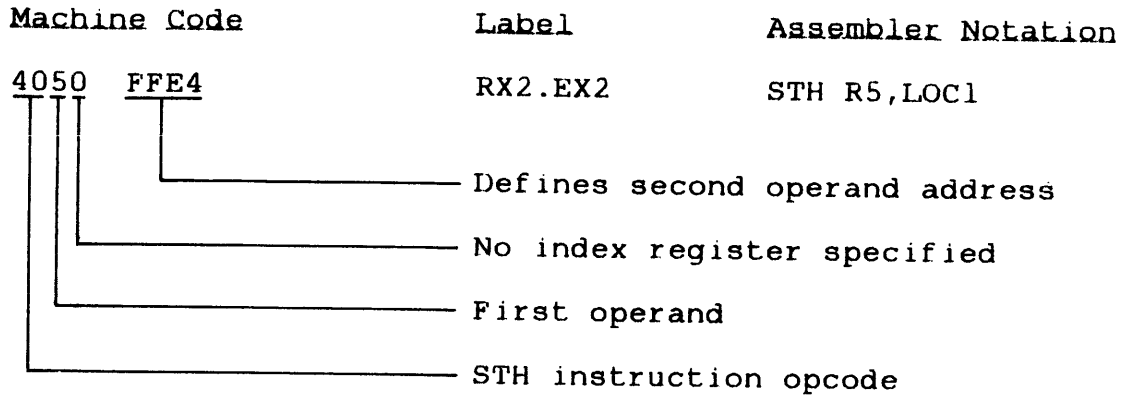 Machine Code Label Assembler Notation
4050 FFE4 RX2.EX2 STH R5,LOC1
Defines second operand address
No index register specified
First operand
STH instruction opcode